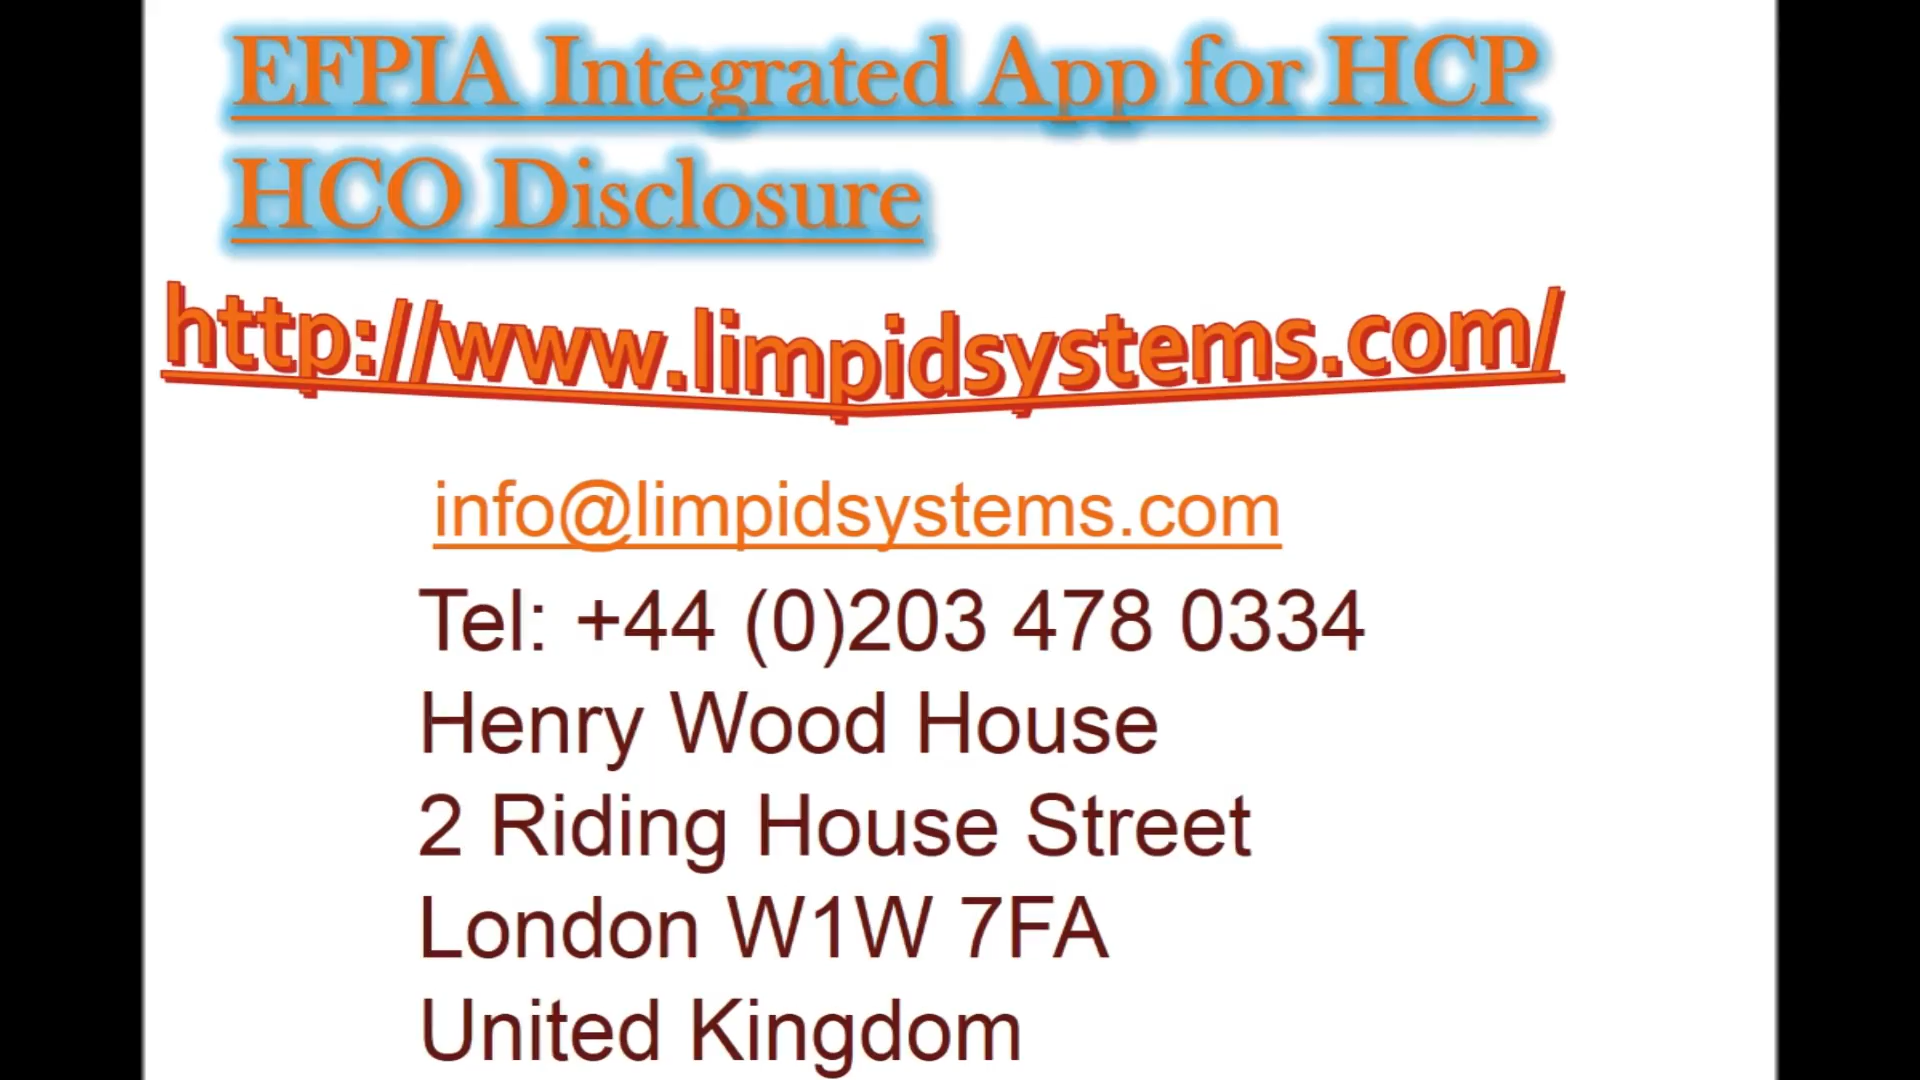 EFPIA Integrated App for HCP
HCO Disclosure
http://www.limpidsystems.com/
info@limpidsystems.com
Tel: +44 (0)203 478 0334
Henry Wood House
2 Riding House Street
London W1W 7FA
United Kingdom